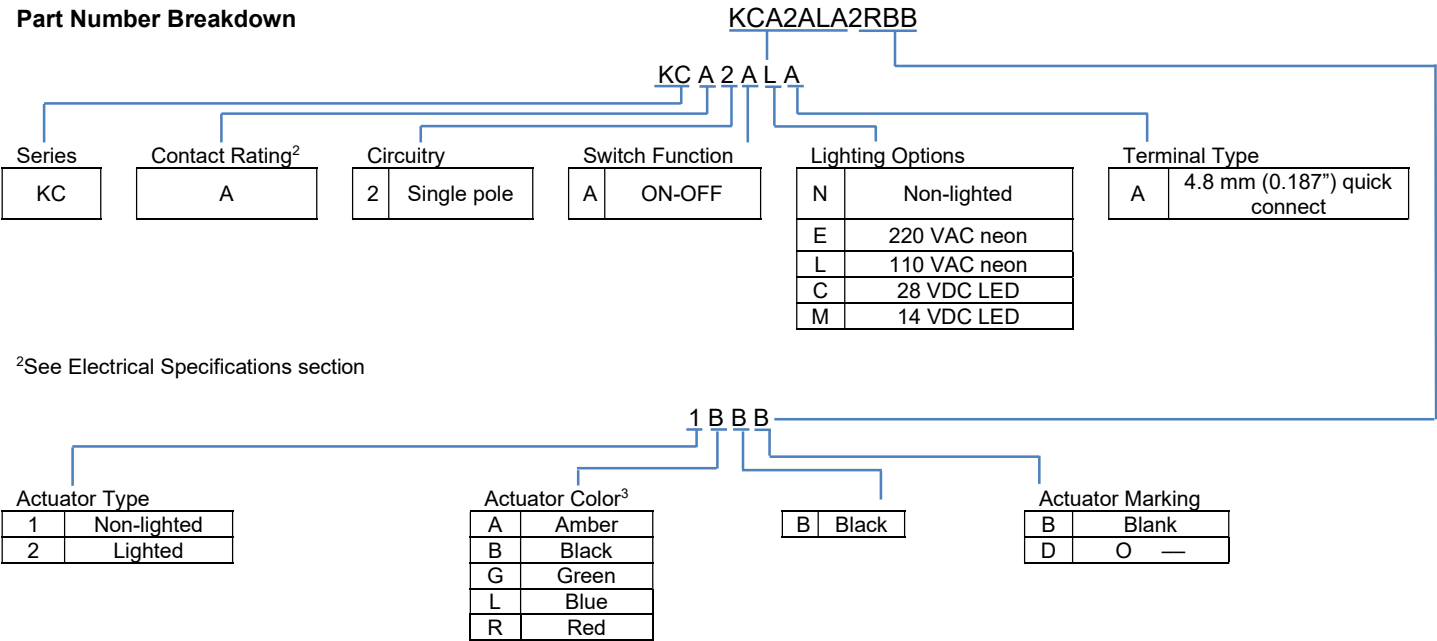 Part Number Breakdown
KCA2ALA2RBB
KC A 2 A L A
Series
KC
Contact Rating2
A
Circuitry
2 Single pole
Switch Function
A ON-OFF
Lighting Options
N Non-lighted
E 220 VAC neon
L 110 VAC neon
C 28 VDC LED
M 14 VDC LED
Terminal Type
A 4.8 mm (0.187”) quick
connect
2See Electrical Specifications section
1 B B B
Actuator Type
1 Non-lighted
2 Lighted
Actuator Color3
A Amber
B Black
G Green
L Blue
R Red
B Black
Actuator Marking
B Blank
D O —